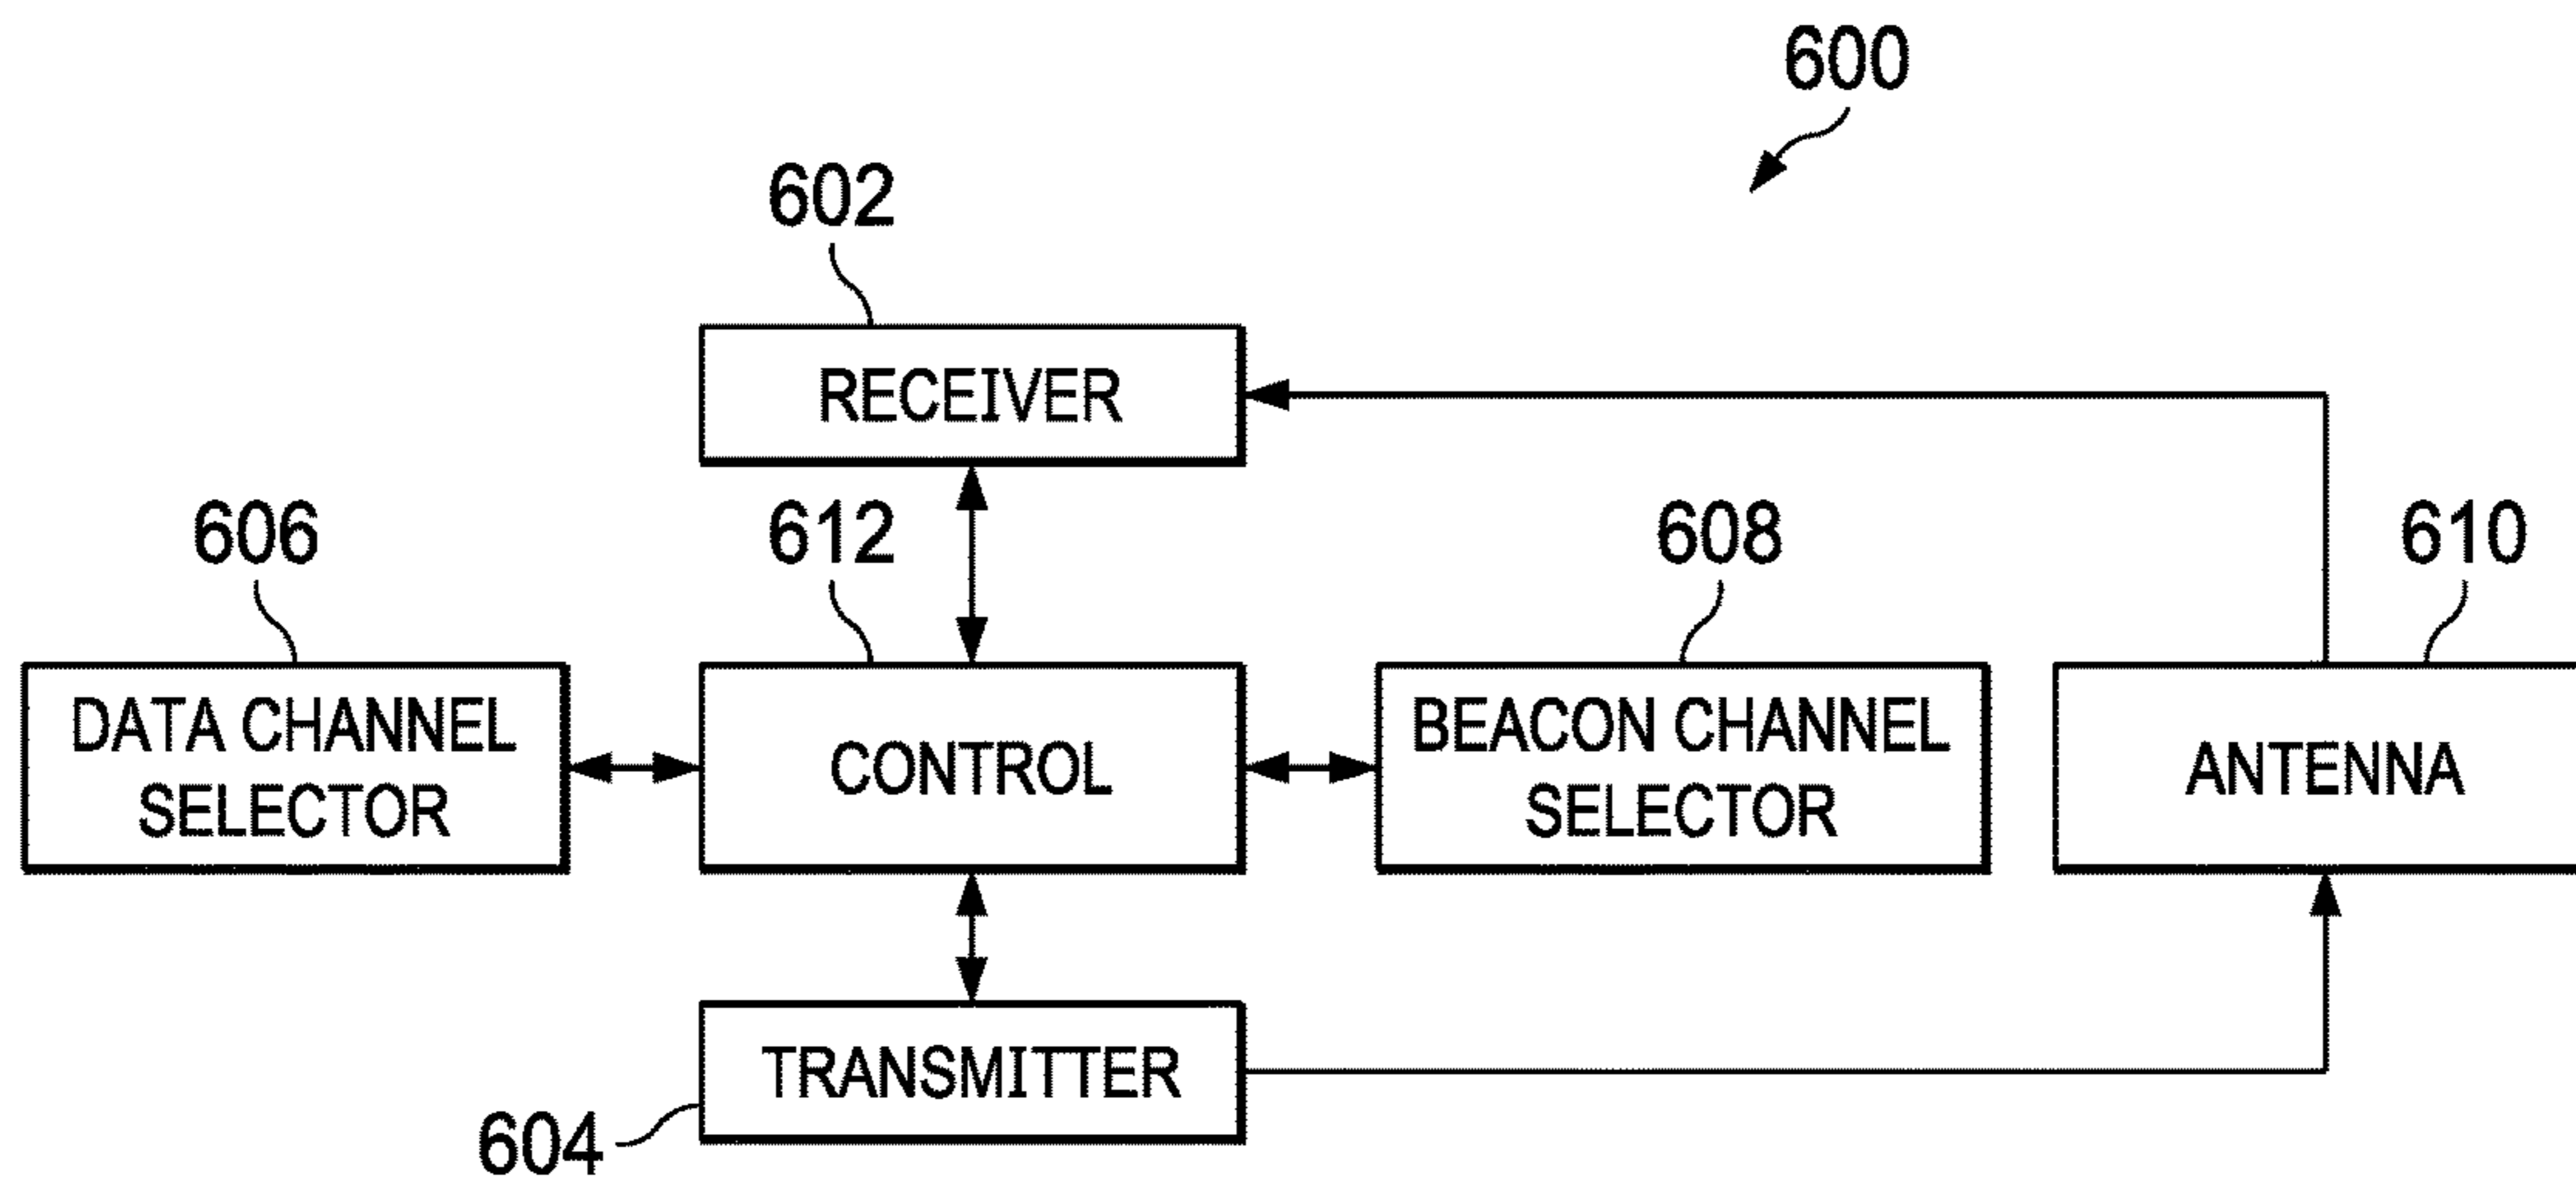 600
602
RECEIVER
606
612
608
610
DATA CHANNEL
SELECTOR
CONTROL
BEACON CHANNEL
SELECTOR
ANTENNA
TRANSMITTER
604